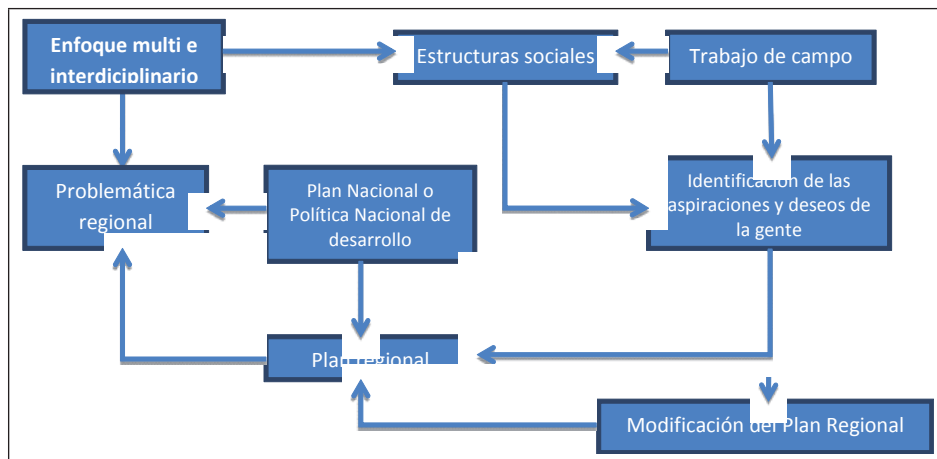 Enfoque multi e
interdiciplinario
Estructuras sociales
Trabajo de campo
Problemática
regional
Plan Nacional o
Política Nacional de
desarrollo
Identificación de las
aspiraciones y deseos de
la gente
Plan regional
Modificación del Plan Regional